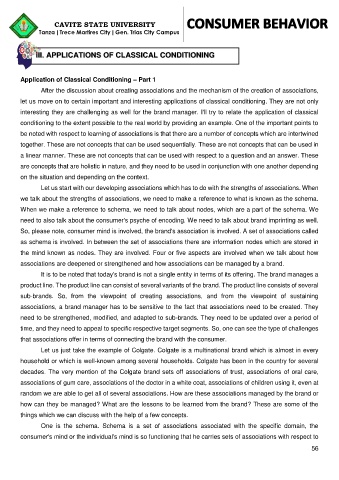 CAVITE STATE UNIVERSITY
Tanza | Trece Martires City | Gen. Trias City Campus
CONSUMER BEHAVIOR
III. APPLICATIONS OF CLASSICAL CONDITIONING
Application of Classical Conditioning – Part 1
After the discussion about creating associations and the mechanism of the creation of associations,
let us move on to certain important and interesting applications of classical conditioning. They are not only
interesting they are challenging as well for the brand manager. I'll try to relate the application of classical
conditioning to the extent possible to the real world by providing an example. One of the important points to
be noted with respect to learning of associations is that there are a number of concepts which are intertwined
together. These are not concepts that can be used sequentially. These are not concepts that can be used in
a linear manner. These are not concepts that can be used with respect to a question and an answer. These
are concepts that are holistic in nature, and they need to be used in conjunction with one another depending
on the situation and depending on the context.
Let us start with our developing associations which has to do with the strengths of associations. When
we talk about the strengths of associations, we need to make a reference to what is known as the schema.
When we make a reference to schema, we need to talk about nodes, which are a part of the schema. We
need to also talk about the consumer's psyche of encoding. We need to talk about brand imprinting as well.
So, please note, consumer mind is involved, the brand's association is involved. A set of associations called
as schema is involved. In between the set of associations there are information nodes which are stored in
the mind known as nodes. They are involved. Four or five aspects are involved when we talk about how
associations are deepened or strengthened and how associations can be managed by a brand.
It is to be noted that today's brand is not a single entity in terms of its offering. The brand manages a
product line. The product line can consist of several variants of the brand. The product line consists of several
sub-brands. So, from the viewpoint of creating associations, and from the viewpoint of sustaining
associations, a brand manager has to be sensitive to the fact that associations need to be created. They
need to be strengthened, modified, and adapted to sub-brands. They need to be updated over a period of
time, and they need to appeal to specific respective target segments. So, one can see the type of challenges
that associations offer in terms of connecting the brand with the consumer.
Let us just take the example of Colgate. Colgate is a multinational brand which is almost in every
household or which is well-known among several households. Colgate has been in the country for several
decades. The very mention of the Colgate brand sets off associations of trust, associations of oral care,
associations of gum care, associations of the doctor in a white coat, associations of children using it, even at
random we are able to get all of several associations. How are these associations managed by the brand or
how can they be managed? What are the lessons to be learned from the brand? These are some of the
things which we can discuss with the help of a few concepts.
One is the schema. Schema is a set of associations associated with the specific domain, the
consumer's mind or the individual's mind is so functioning that he carries sets of associations with respect to
56